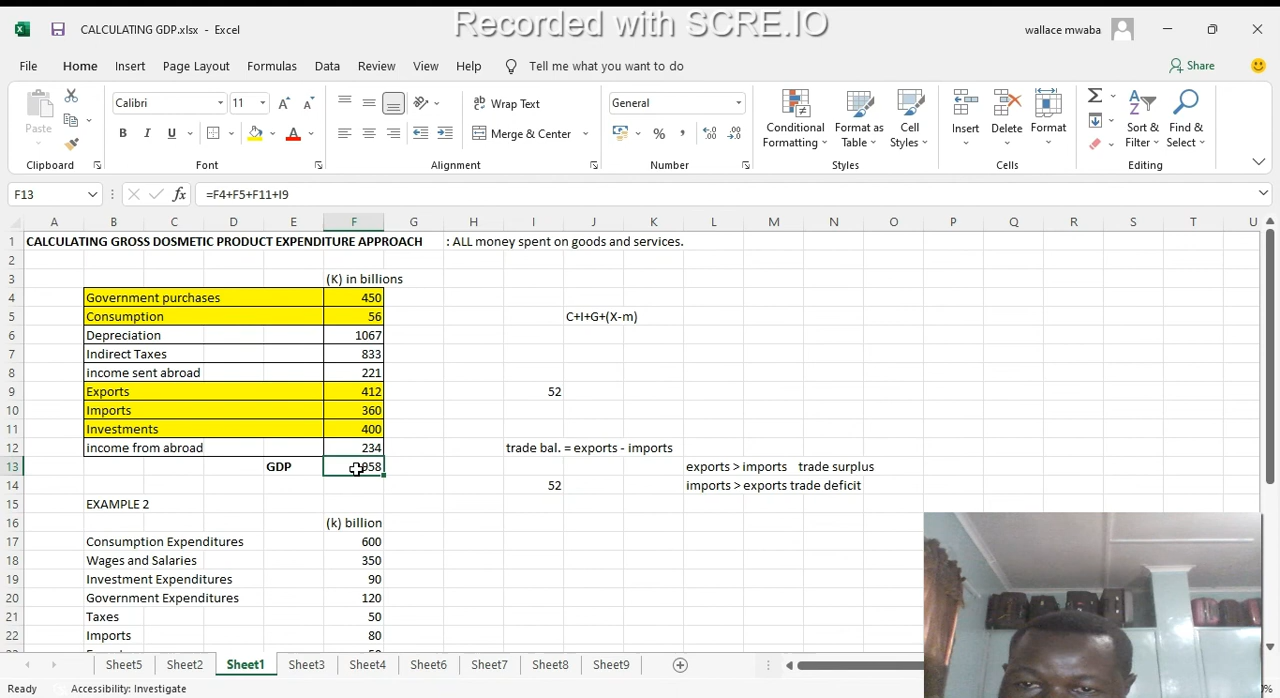 Recorded with SCRE.IO
CALCULATING GDP.xlsx - Excel
wallace mwaba
File Home Insert Page Layout Formulas Data Review View Help Tell me what you want to do Share
Paste
Calibri 11
Wrap Text
Merge & Center
General
Conditional Formatting
Format as Table
Cell Styles
Insert Delete Format
Sort & Filter
Find & Select
Clipboard Font Alignment Number Styles Cells Editing
F13 =F4+F5+F11+I9
A B C D E F G H I J K L M N O P Q R S T U
1 CALCULATING GROSS DOSMETIC PRODUCT EXPENDITURE APPROACH : ALL money spent on goods and services.
2
3 (K) in billions
4 Government purchases 450
5 Consumption 56 C+I+G+(X-m)
6 Depreciation 1067
7 Indirect Taxes 833
8 income sent abroad 221
9 Exports 412 52
10 Imports 360
11 Investments 400
12 income from abroad 234 trade bal. = exports - imports
13 GDP 958 exports > imports trade surplus
14 52 imports > exports trade deficit
15 EXAMPLE 2
16 (k) billion
17 Consumption Expenditures 600
18 Wages and Salaries 350
19 Investment Expenditures 90
20 Government Expenditures 120
21 Taxes 50
22 Imports 80
Sheet5 Sheet2 Sheet1 Sheet3 Sheet4 Sheet6 Sheet7 Sheet8 Sheet9
Ready Accessibility: Investigate